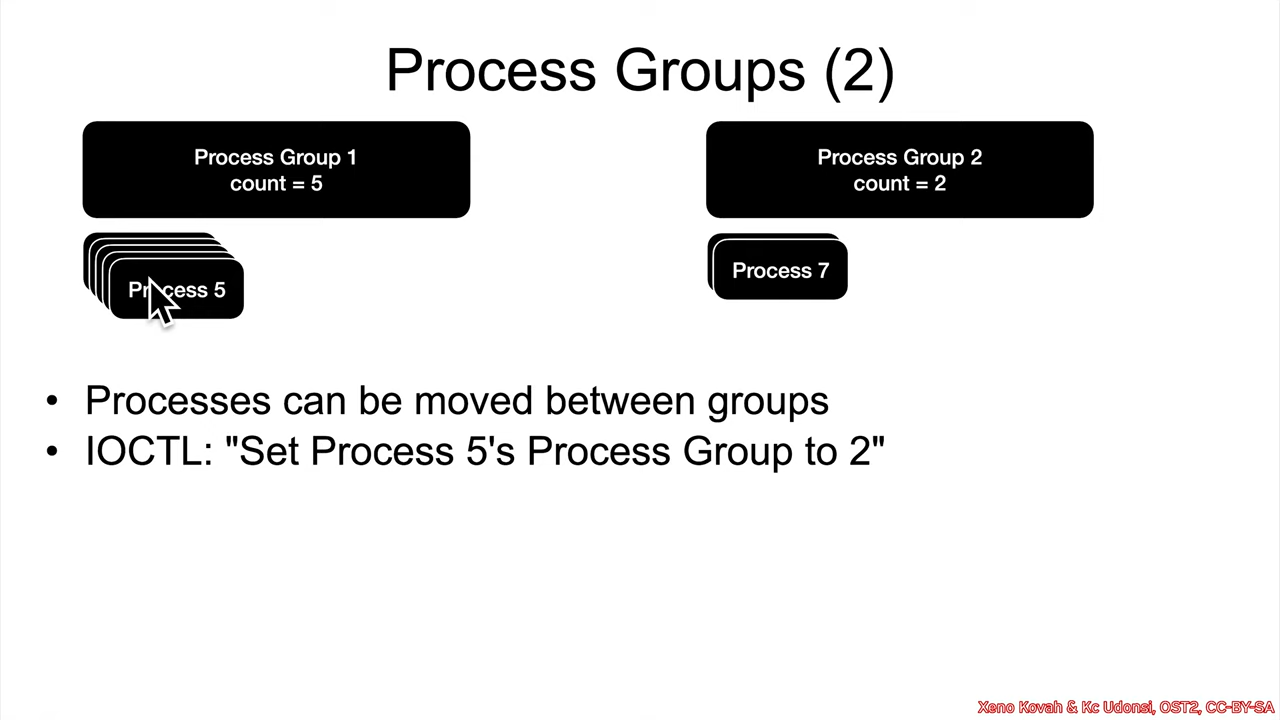 Process Groups (2)
Process Group 1
count = 5
Process Group 2
count = 2
Process 5
Process 7
• Processes can be moved between groups
• IOCTL: "Set Process 5's Process Group to 2"
Xeno Kovah & Kc Udonsi, OST2, CC-BY-SA